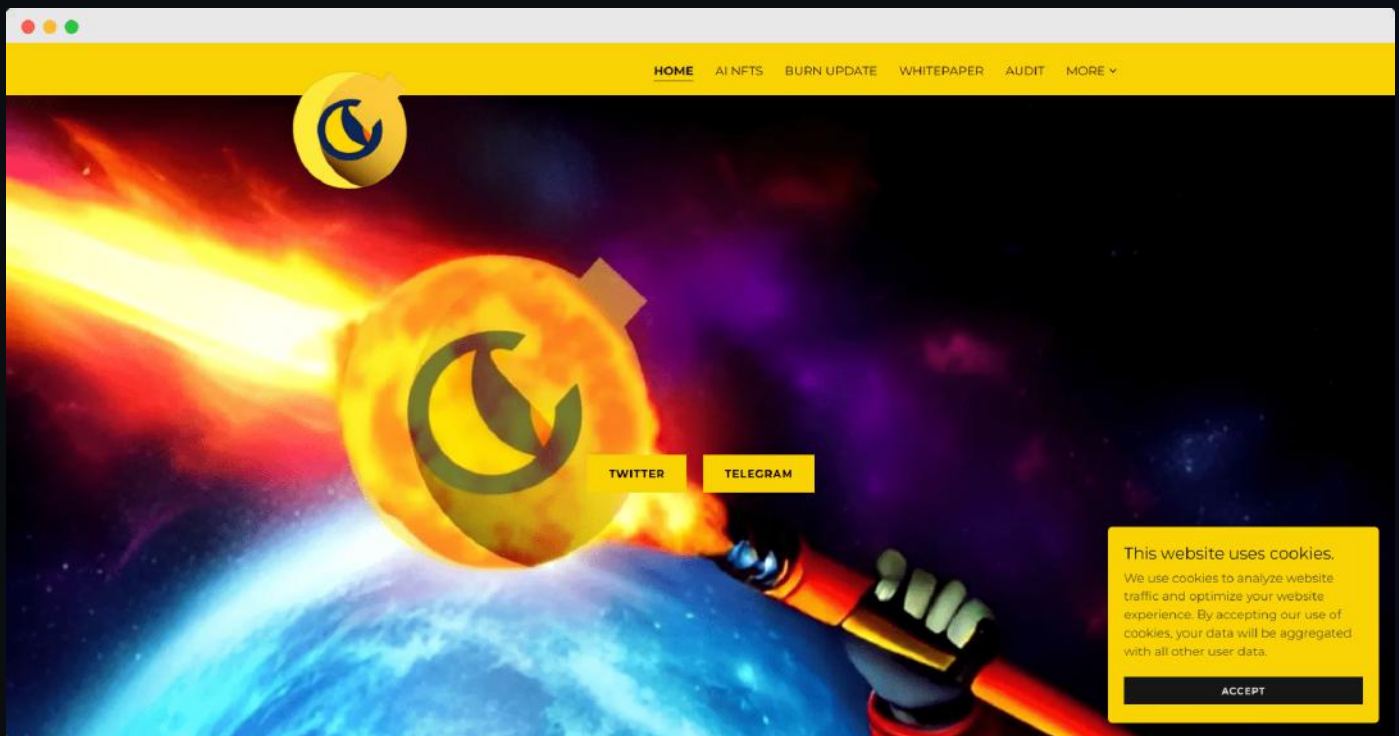 HOME AI NFTS BURN UPDATE WHITEPAPER AUDIT MORE
TWITTER TELEGRAM
This website uses cookies.
We use cookies to analyze website
traffic and optimize your website
experience. By accepting our use of
cookies, your data will be aggregated
with all other user data.
ACCEPT